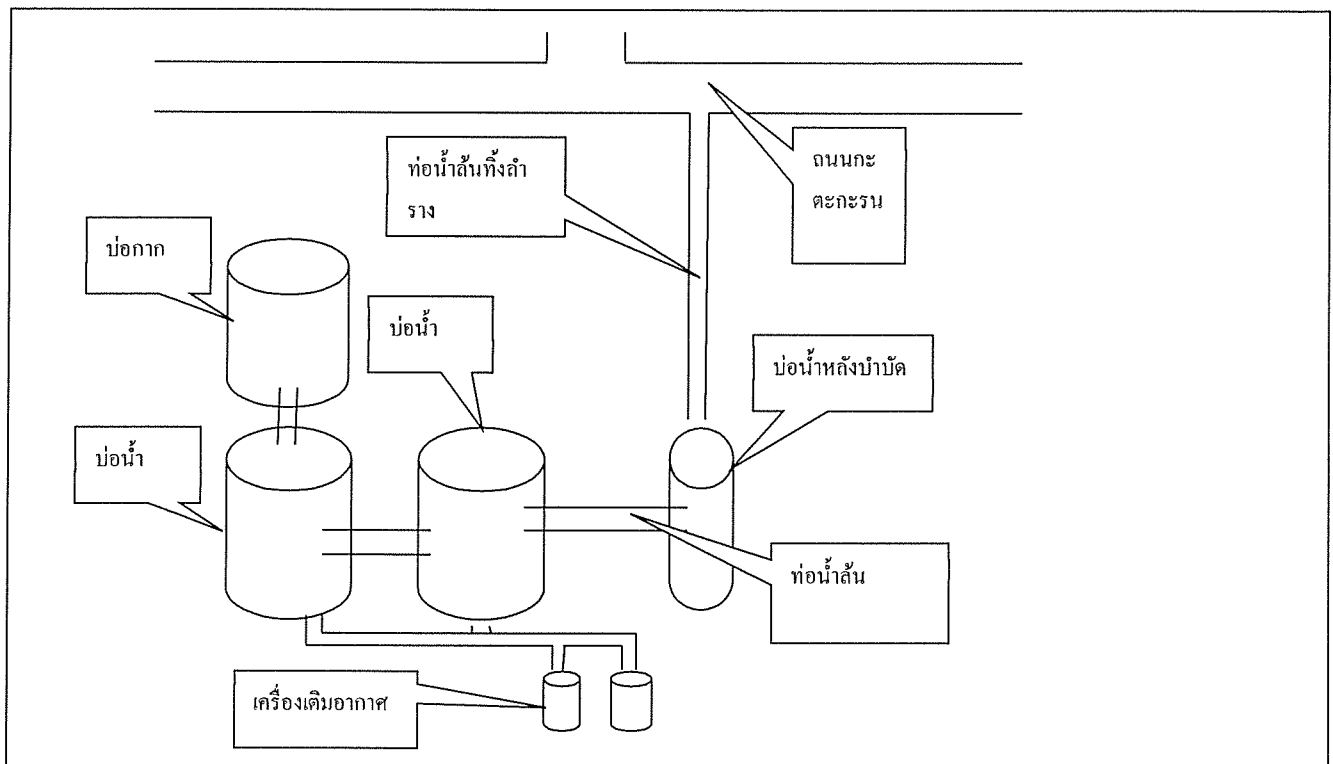 ท่อน้ำล้นทิ้งลำ
ราง
ถนนกะ
ตะกะรน
บ่อกาก
บ่อน้ำ
บ่อน้ำหลังบำบัด
บ่อน้ำ
ท่อน้ำล้น
เครื่องเติมอากาศ